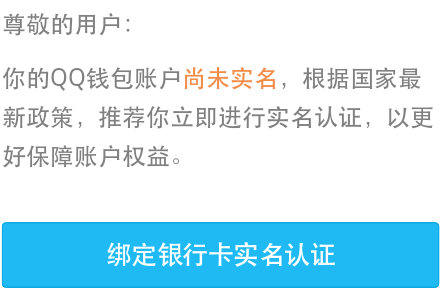 尊敬的用户：
你的QQ钱包账户尚未实名，根据国家最
新政策，推荐你立即进行实名认证，以更
好保障账户权益。
绑定银行卡实名认证